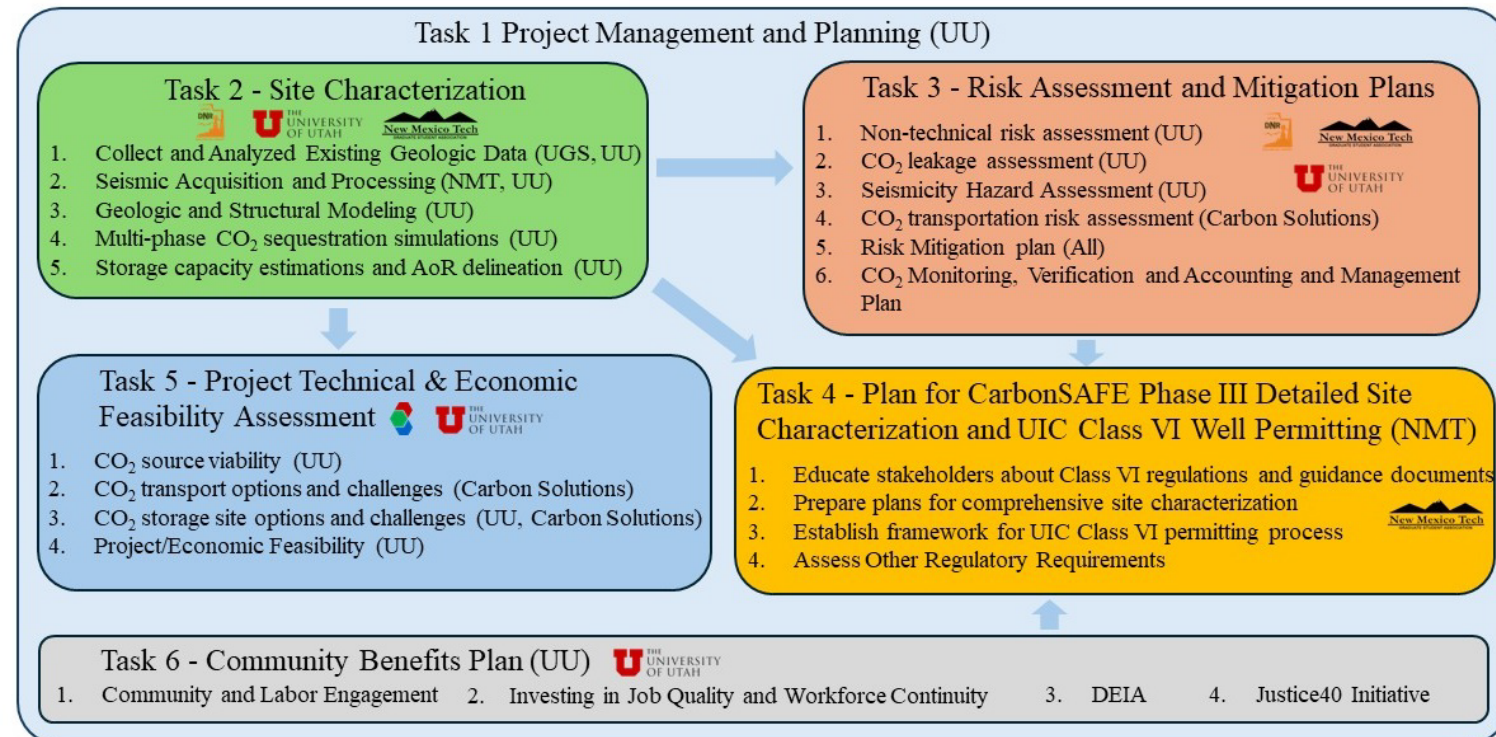 Task 1 Project Management and Planning (UU)
Task 2 - Site Characterization
DNR
U THE UNIVERSITY OF UTAH
New Mexico Tech
GRADUATE STUDENT ASSOCIATION
1. Collect and Analyzed Existing Geologic Data (UGS, UU)
2. Seismic Acquisition and Processing (NMT, UU)
3. Geologic and Structural Modeling (UU)
4. Multi-phase CO₂ sequestration simulations (UU)
5. Storage capacity estimations and AoR delineation (UU)
Task 3 - Risk Assessment and Mitigation Plans
1. Non-technical risk assessment (UU)
2. CO₂ leakage assessment (UU)
3. Seismicity Hazard Assessment (UU)
4. CO₂ transportation risk assessment (Carbon Solutions)
5. Risk Mitigation plan (All)
6. CO₂ Monitoring, Verification and Accounting and Management
Plan
DNR
New Mexico Tech
GRADUATE STUDENT ASSOCIATION
U THE UNIVERSITY OF UTAH
Task 5 - Project Technical & Economic
Feasibility Assessment
U THE UNIVERSITY OF UTAH
1. CO₂ source viability (UU)
2. CO₂ transport options and challenges (Carbon Solutions)
3. CO₂ storage site options and challenges (UU, Carbon Solutions)
4. Project/Economic Feasibility (UU)
Task 4 - Plan for CarbonSAFE Phase III Detailed Site
Characterization and UIC Class VI Well Permitting (NMT)
1. Educate stakeholders about Class VI regulations and guidance documents
2. Prepare plans for comprehensive site characterization
3. Establish framework for UIC Class VI permitting process
4. Assess Other Regulatory Requirements
New Mexico Tech
GRADUATE STUDENT ASSOCIATION
Task 6 - Community Benefits Plan (UU)
U THE UNIVERSITY OF UTAH
1. Community and Labor Engagement 2. Investing in Job Quality and Workforce Continuity 3. DEIA 4. Justice40 Initiative